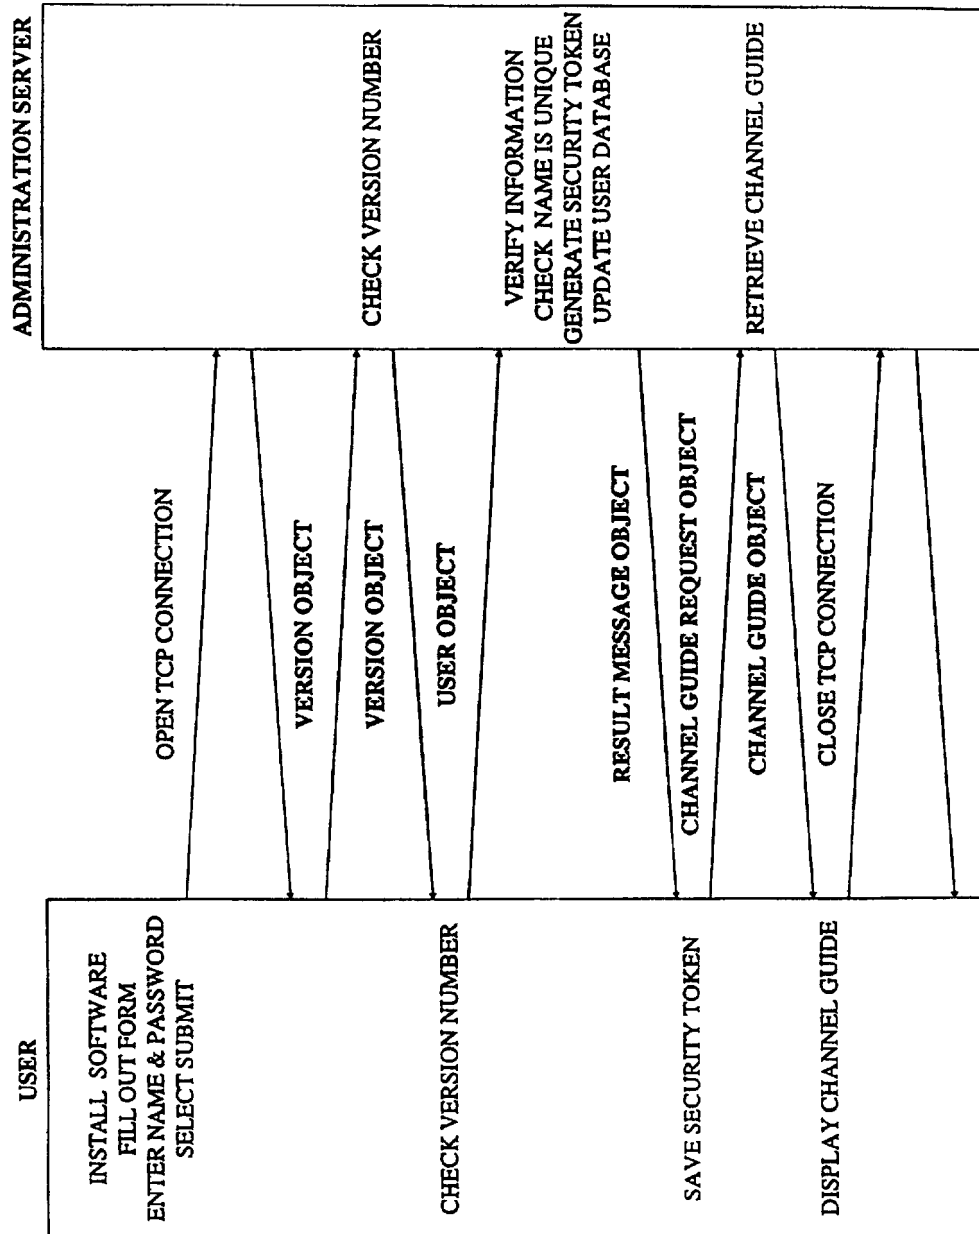 USER
ADMINISTRATION SERVER
INSTALL SOFTWARE
FILL OUT FORM
ENTER NAME & PASSWORD
SELECT SUBMIT
OPEN TCP CONNECTION
VERSION OBJECT
VERSION OBJECT
CHECK VERSION NUMBER
CHECK VERSION NUMBER
USER OBJECT
VERIFY INFORMATION
CHECK NAME IS UNIQUE
GENERATE SECURITY TOKEN
UPDATE USER DATABASE
RESULT MESSAGE OBJECT
SAVE SECURITY TOKEN
CHANNEL GUIDE REQUEST OBJECT
RETRIEVE CHANNEL GUIDE
CHANNEL GUIDE OBJECT
DISPLAY CHANNEL GUIDE
CLOSE TCP CONNECTION